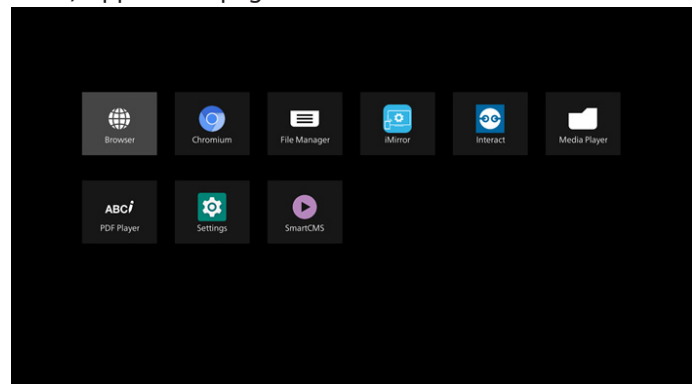 Browser
Chromium
File Manager
iMirror
Interact
Media Player
ABCi
PDF Player
Settings
SmartCMS